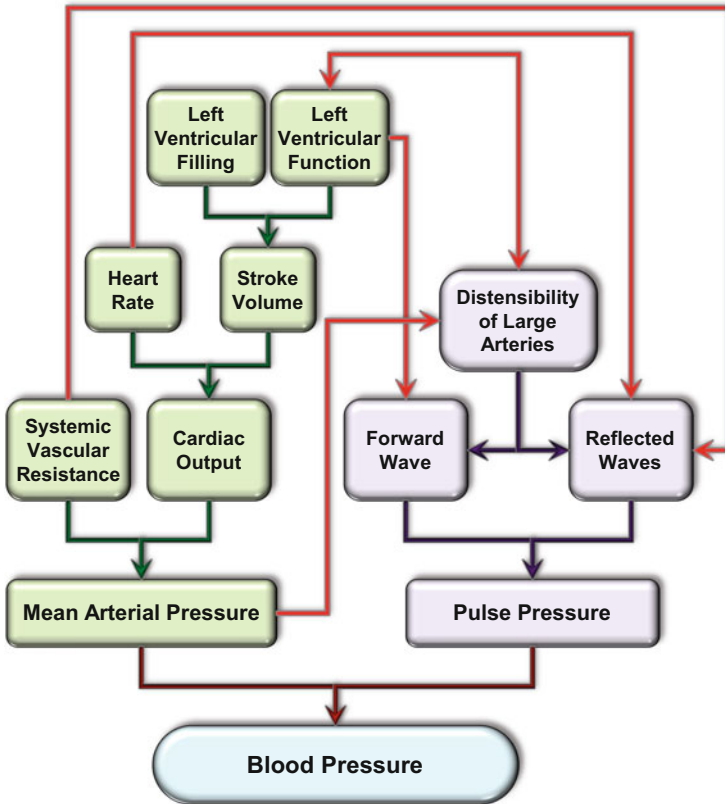 Left
Ventricular
Filling
Left
Ventricular
Function
Heart
Rate
Stroke
Volume
Distensibility
of Large
Arteries
Systemic
Vascular
Resistance
Cardiac
Output
Forward
Wave
Reflected
Waves
Mean Arterial Pressure
Pulse Pressure
Blood Pressure